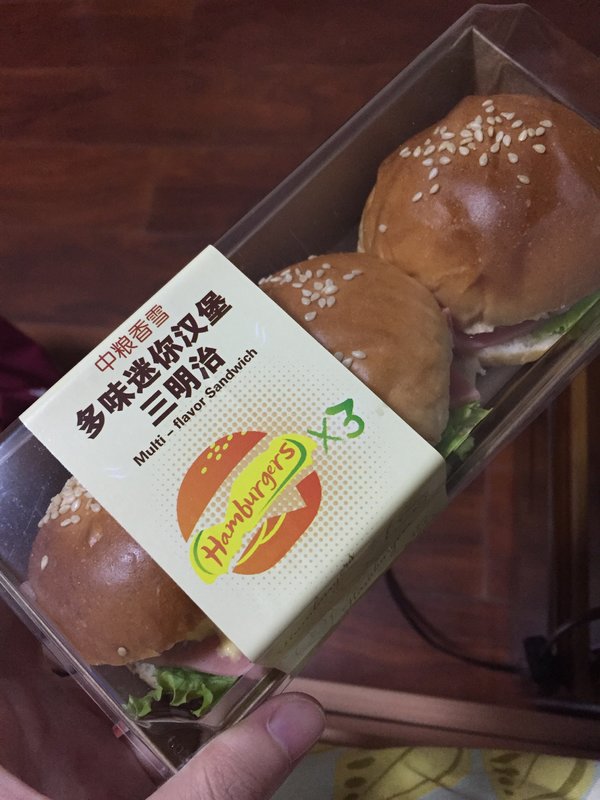 中粮香雪
多味迷你汉堡
三明治
Multi - flavor Sandwich
Hamburgers
x3